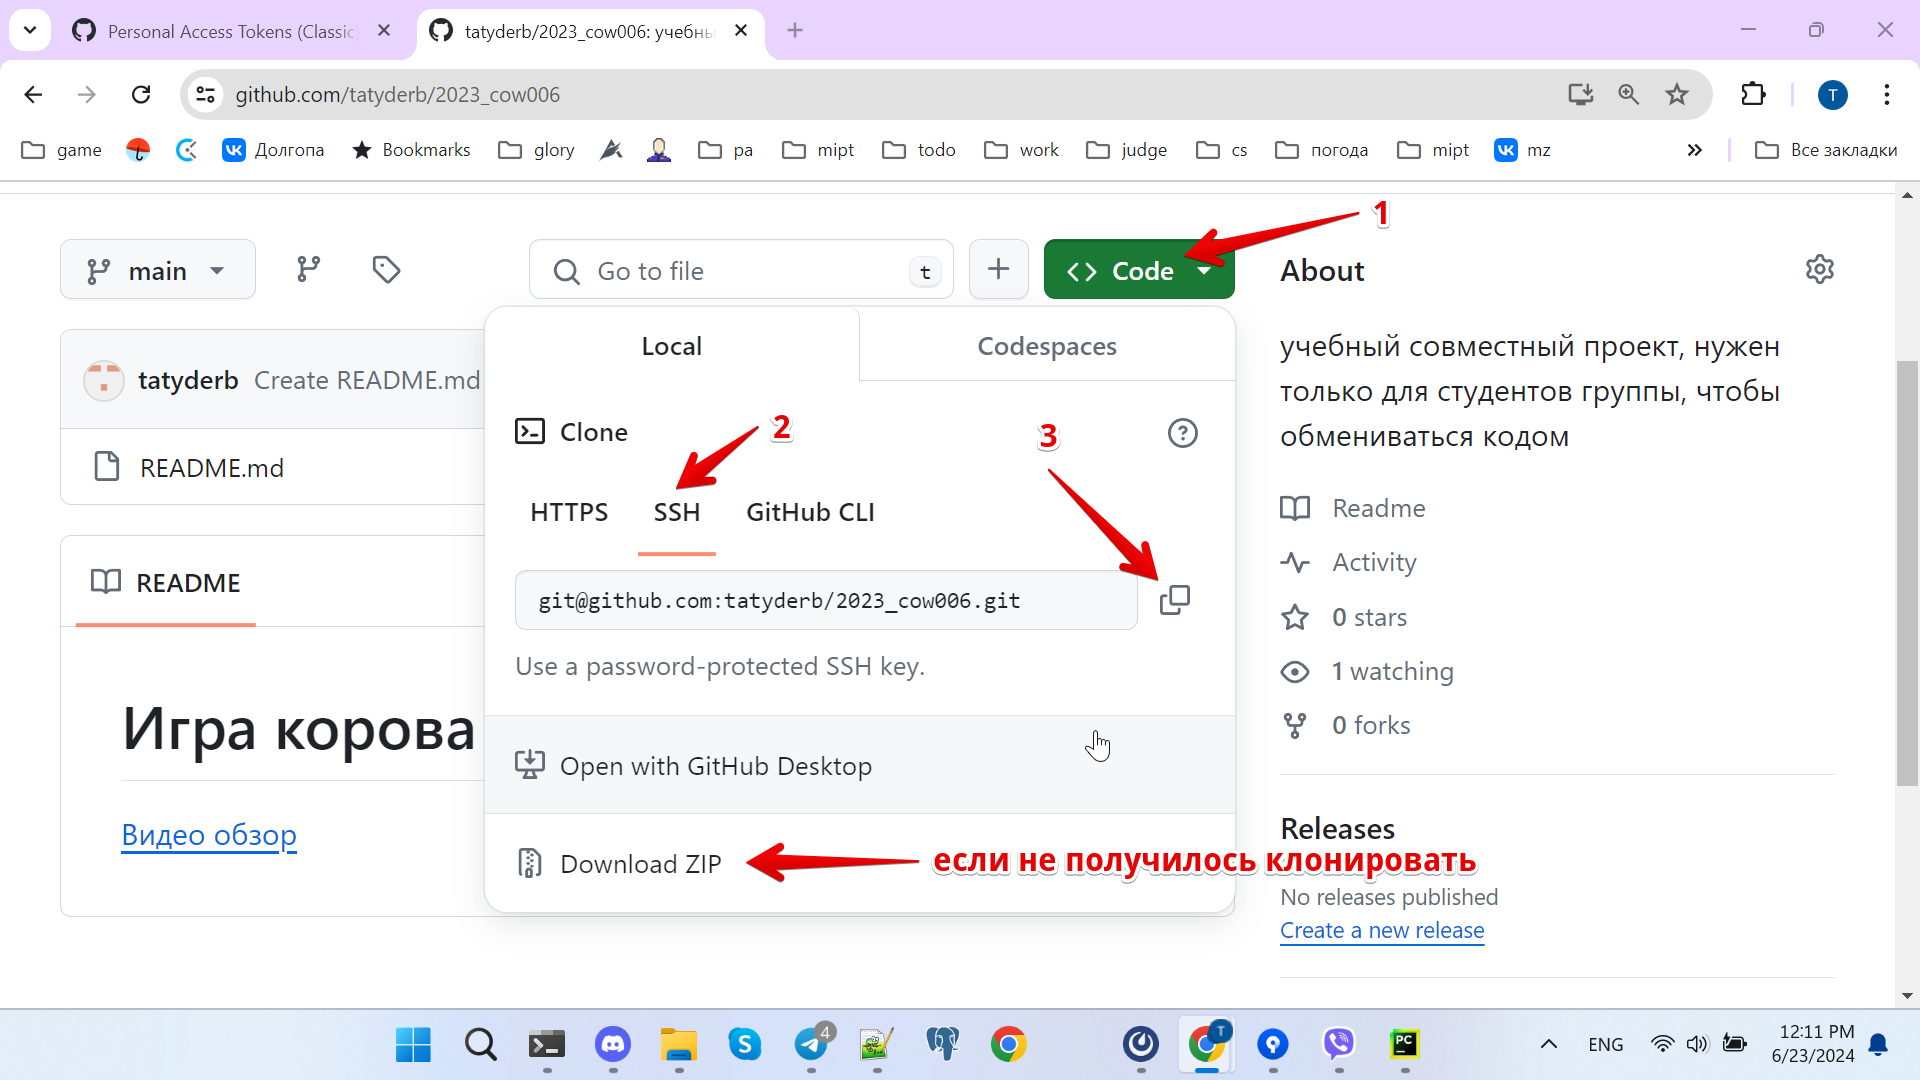 Personal Access Tokens (Classic
tatyderb/2023_cow006: учебны
github.com/tatyderb/2023_cow006
T
game
Долгопа
Bookmarks
glory
pa
mipt
todo
work
judge
cs
погода
mipt
mz
»
Все закладки
1
main
Go to file
t
Code
About
Local
Codespaces
учебный совместный проект, нужен
только для студентов группы, чтобы
обмениваться кодом
tatyderb Create README.md
Clone
2
3
README.md
HTTPS
SSH
GitHub CLI
Readme
Activity
README
git@github.com:tatyderb/2023_cow006.git
0 stars
Use a password-protected SSH key.
1 watching
Игра корова
0 forks
Open with GitHub Desktop
Видео обзор
Releases
Download ZIP
если не получилось клонировать
No releases published
Create a new release
4
T
PC
ENG
12:11 PM
6/23/2024